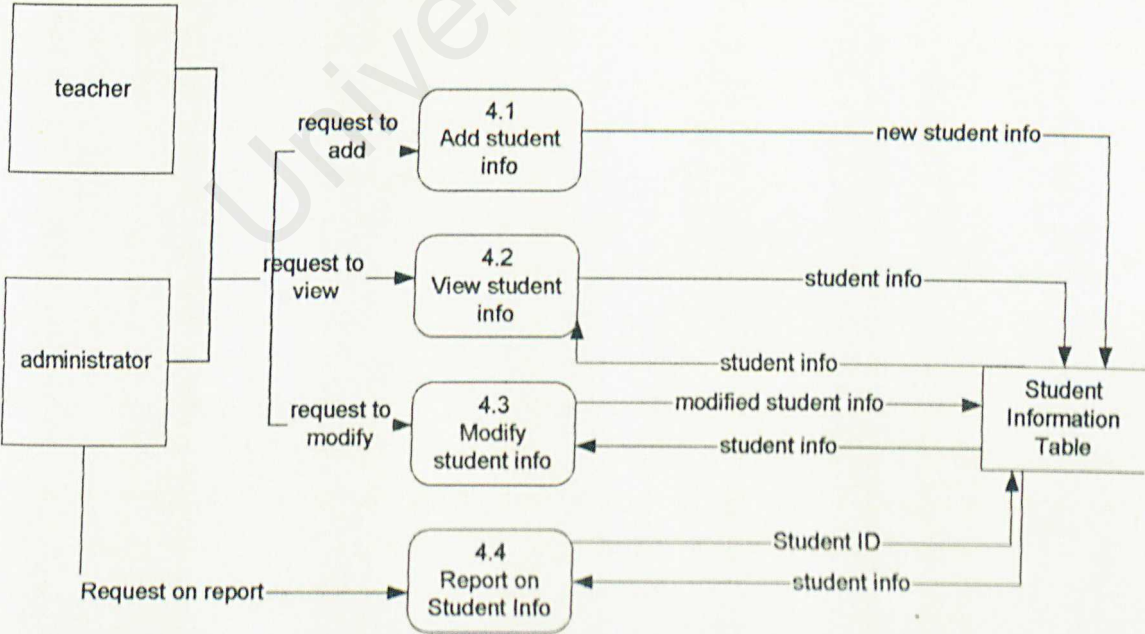 teacher
administrator
request to
add
request to
view
request to
modify
Request on report
4.1
Add student
info
4.2
View student
info
4.3
Modify
student info
4.4
Report on
Student Info
new student info
student info
student info
modified student info
student info
Student ID
student info
Student
Information
Table
Univer